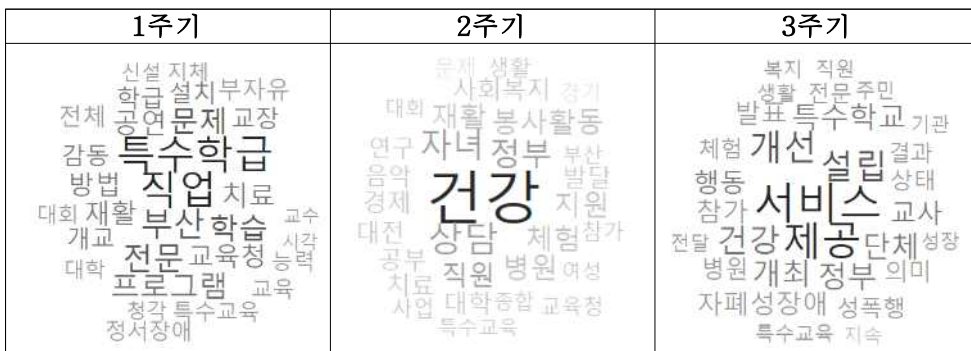 1주기
2주기
3주기
신설 지체
학급 설치 부자유
전체 공연 문제 교장
감동 특수학급
방법 직업 치료
대회 재활 부산 학습 교수
개교 전문 교육청 시각 능력
대학 프로그램 교육
청각 특수교육
정서장애
문제 생활
사회복지 경기
대회 재활 봉사활동
연구 자녀 정부 부산
음악 건강 발달
경제 지원
대전 상담 체험 참가
공부 직원 병원 여성
치료
사업 대학 종합 교육청
특수교육
복지 직원
생활 전문 주민
발표 특수학교 기관
체험 개선 설립 결과
행동 서비스 상태
참가 교사
전달 건강 제공 단체 성장
병원 개최 정부 의미
자폐성장애 성폭행
특수교육 지속